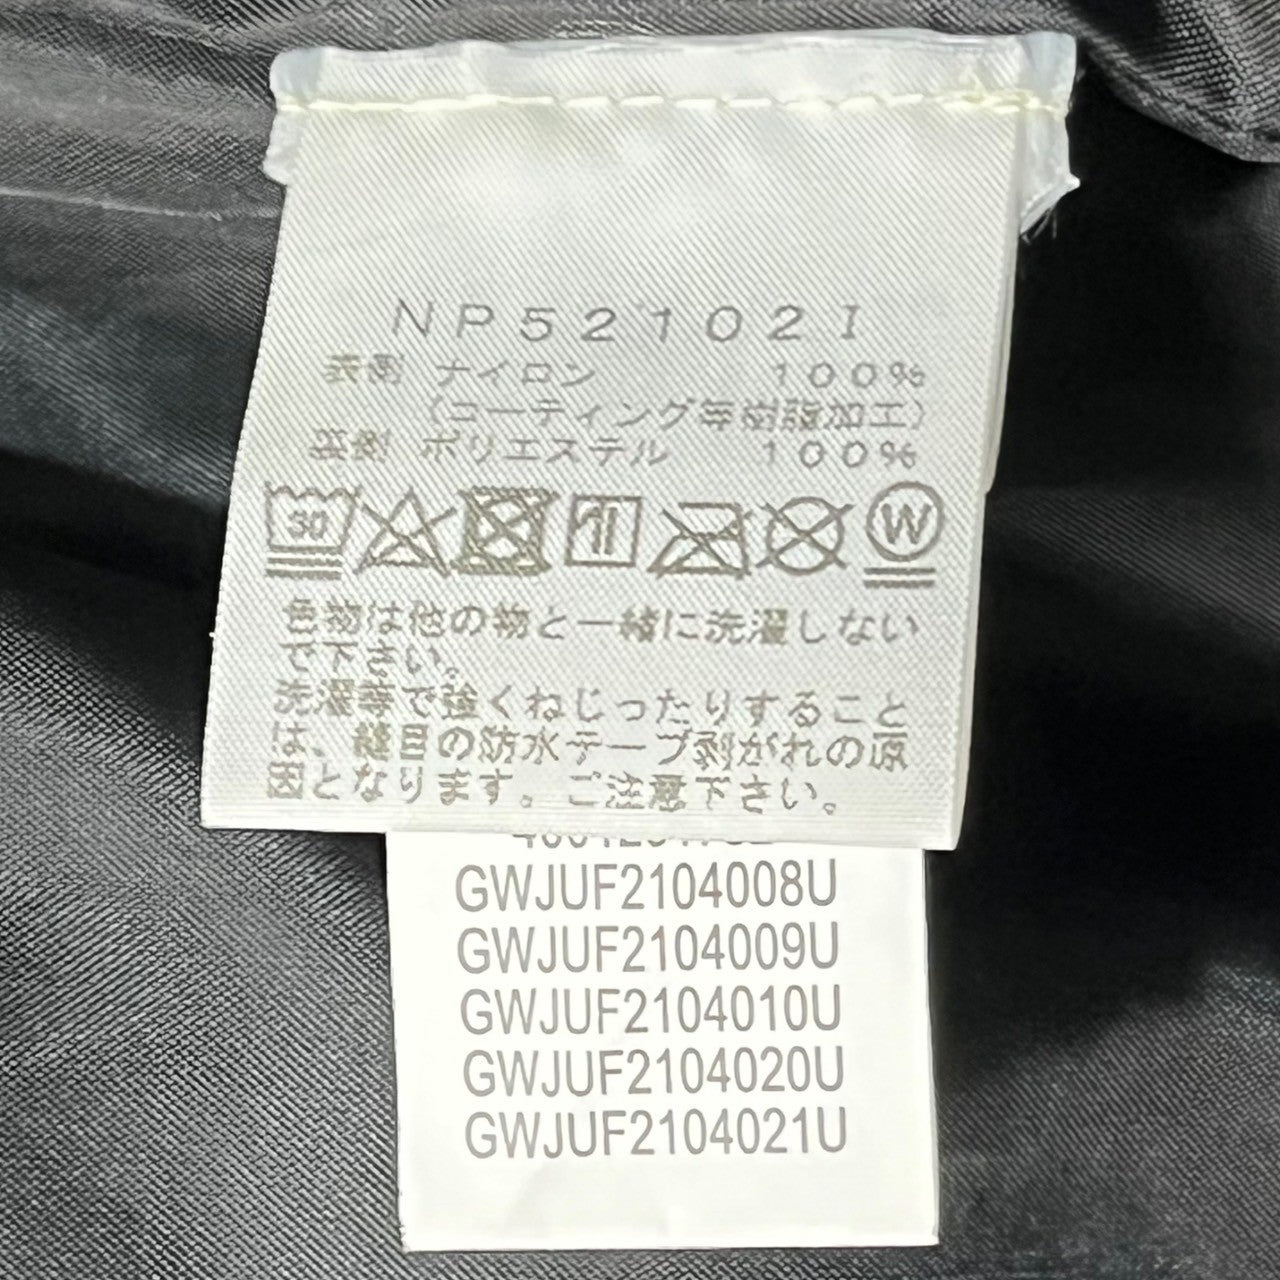 NP52102I
表側 ナイロン 100%
(コーティング等樹脂加工)
裏側 ポリエステル 100%
30 W
色物は他の物と一緒に洗濯しない
で下さい。
洗濯等で強くねじったりすること
は、縫目の防水テープ剥がれの原
因となります。ご注意下さい。
GWJUF2104008U
GWJUF2104009U
GWJUF2104010U
GWJUF2104020U
GWJUF2104021U